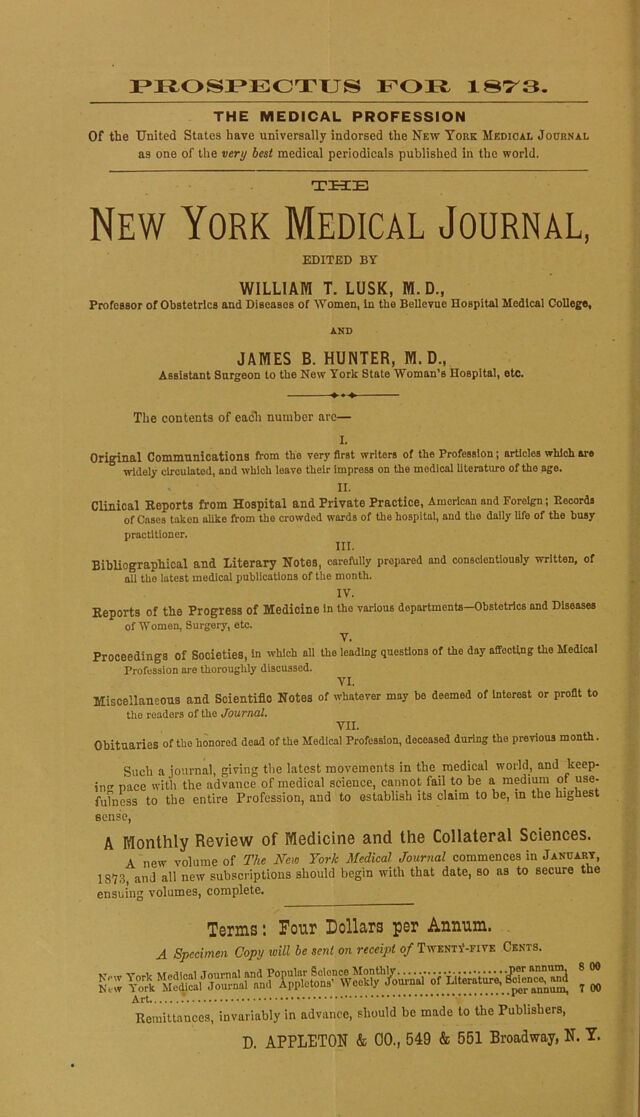 PROSPECTUS FOR 1873.
THE MEDICAL PROFESSION
Of the United States have universally indorsed the NEW YORK MEDICAL JOURNAL
as one of the very best medical periodicals published in the world.
THE
NEW YORK MEDICAL JOURNAL,
EDITED BY
WILLIAM T. LUSK, M. D.,
Professor of Obstetrics and Diseases of Women, in the Bellevue Hospital Medical College,
AND
JAMES B. HUNTER, M. D.,
Assistant Surgeon to the New York State Woman's Hospital, etc.
The contents of each number are—
I.
Original Communications from the very first writers of the Profession; articles which are
widely circulated, and which leave their impress on the medical literature of the age.
II.
Clinical Reports from Hospital and Private Practice, American and Foreign; Records
of Cases taken alike from the crowded wards of the hospital, and the daily life of the busy
practitioner.
III.
Bibliographical and Literary Notes, carefully prepared and conscientiously written, of
all the latest medical publications of the month.
IV.
Reports of the Progress of Medicine in the various departments—Obstetrics and Diseases
of Women, Surgery, etc.
V.
Proceedings of Societies, in which all the leading questions of the day affecting the Medical
Profession are thoroughly discussed.
VI.
Miscellaneous and Scientific Notes of whatever may be deemed of interest or profit to
the readers of the Journal.
VII.
Obituaries of the honored dead of the Medical Profession, deceased during the previous month.
Such a journal, giving the latest movements in the medical world, and keep-
ing pace with the advance of medical science, cannot fail to be a medium of use-
fulness to the entire Profession, and to establish its claim to be, in the highest
sense,
A Monthly Review of Medicine and the Collateral Sciences.
A new volume of The New York Medical Journal commences in JANUARY,
1873, and all new subscriptions should begin with that date, so as to secure the
ensuing volumes, complete.
Terms: Four Dollars per Annum.
A Specimen Copy will be sent on receipt of TWENTY-FIVE CENTS.
New York Medical Journal and Popular Science Monthly..................per annum, 8 00
New York Medical Journal and Appletons' Weekly Journal of Literature, Science, and
Art..................per annum, 7 00
Remittances, invariably in advance, should be made to the Publishers,
D. APPLETON & CO., 549 & 551 Broadway, N. Y.